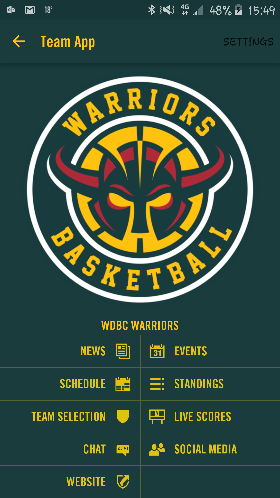 18° 4G 48% 15:49
Team App SETTINGS
WARRIORS
BASKETBALL
WDBC WARRIORS
NEWS 31 EVENTS
SCHEDULE STANDINGS
TEAM SELECTION LIVE SCORES
CHAT SOCIAL MEDIA
WEBSITE